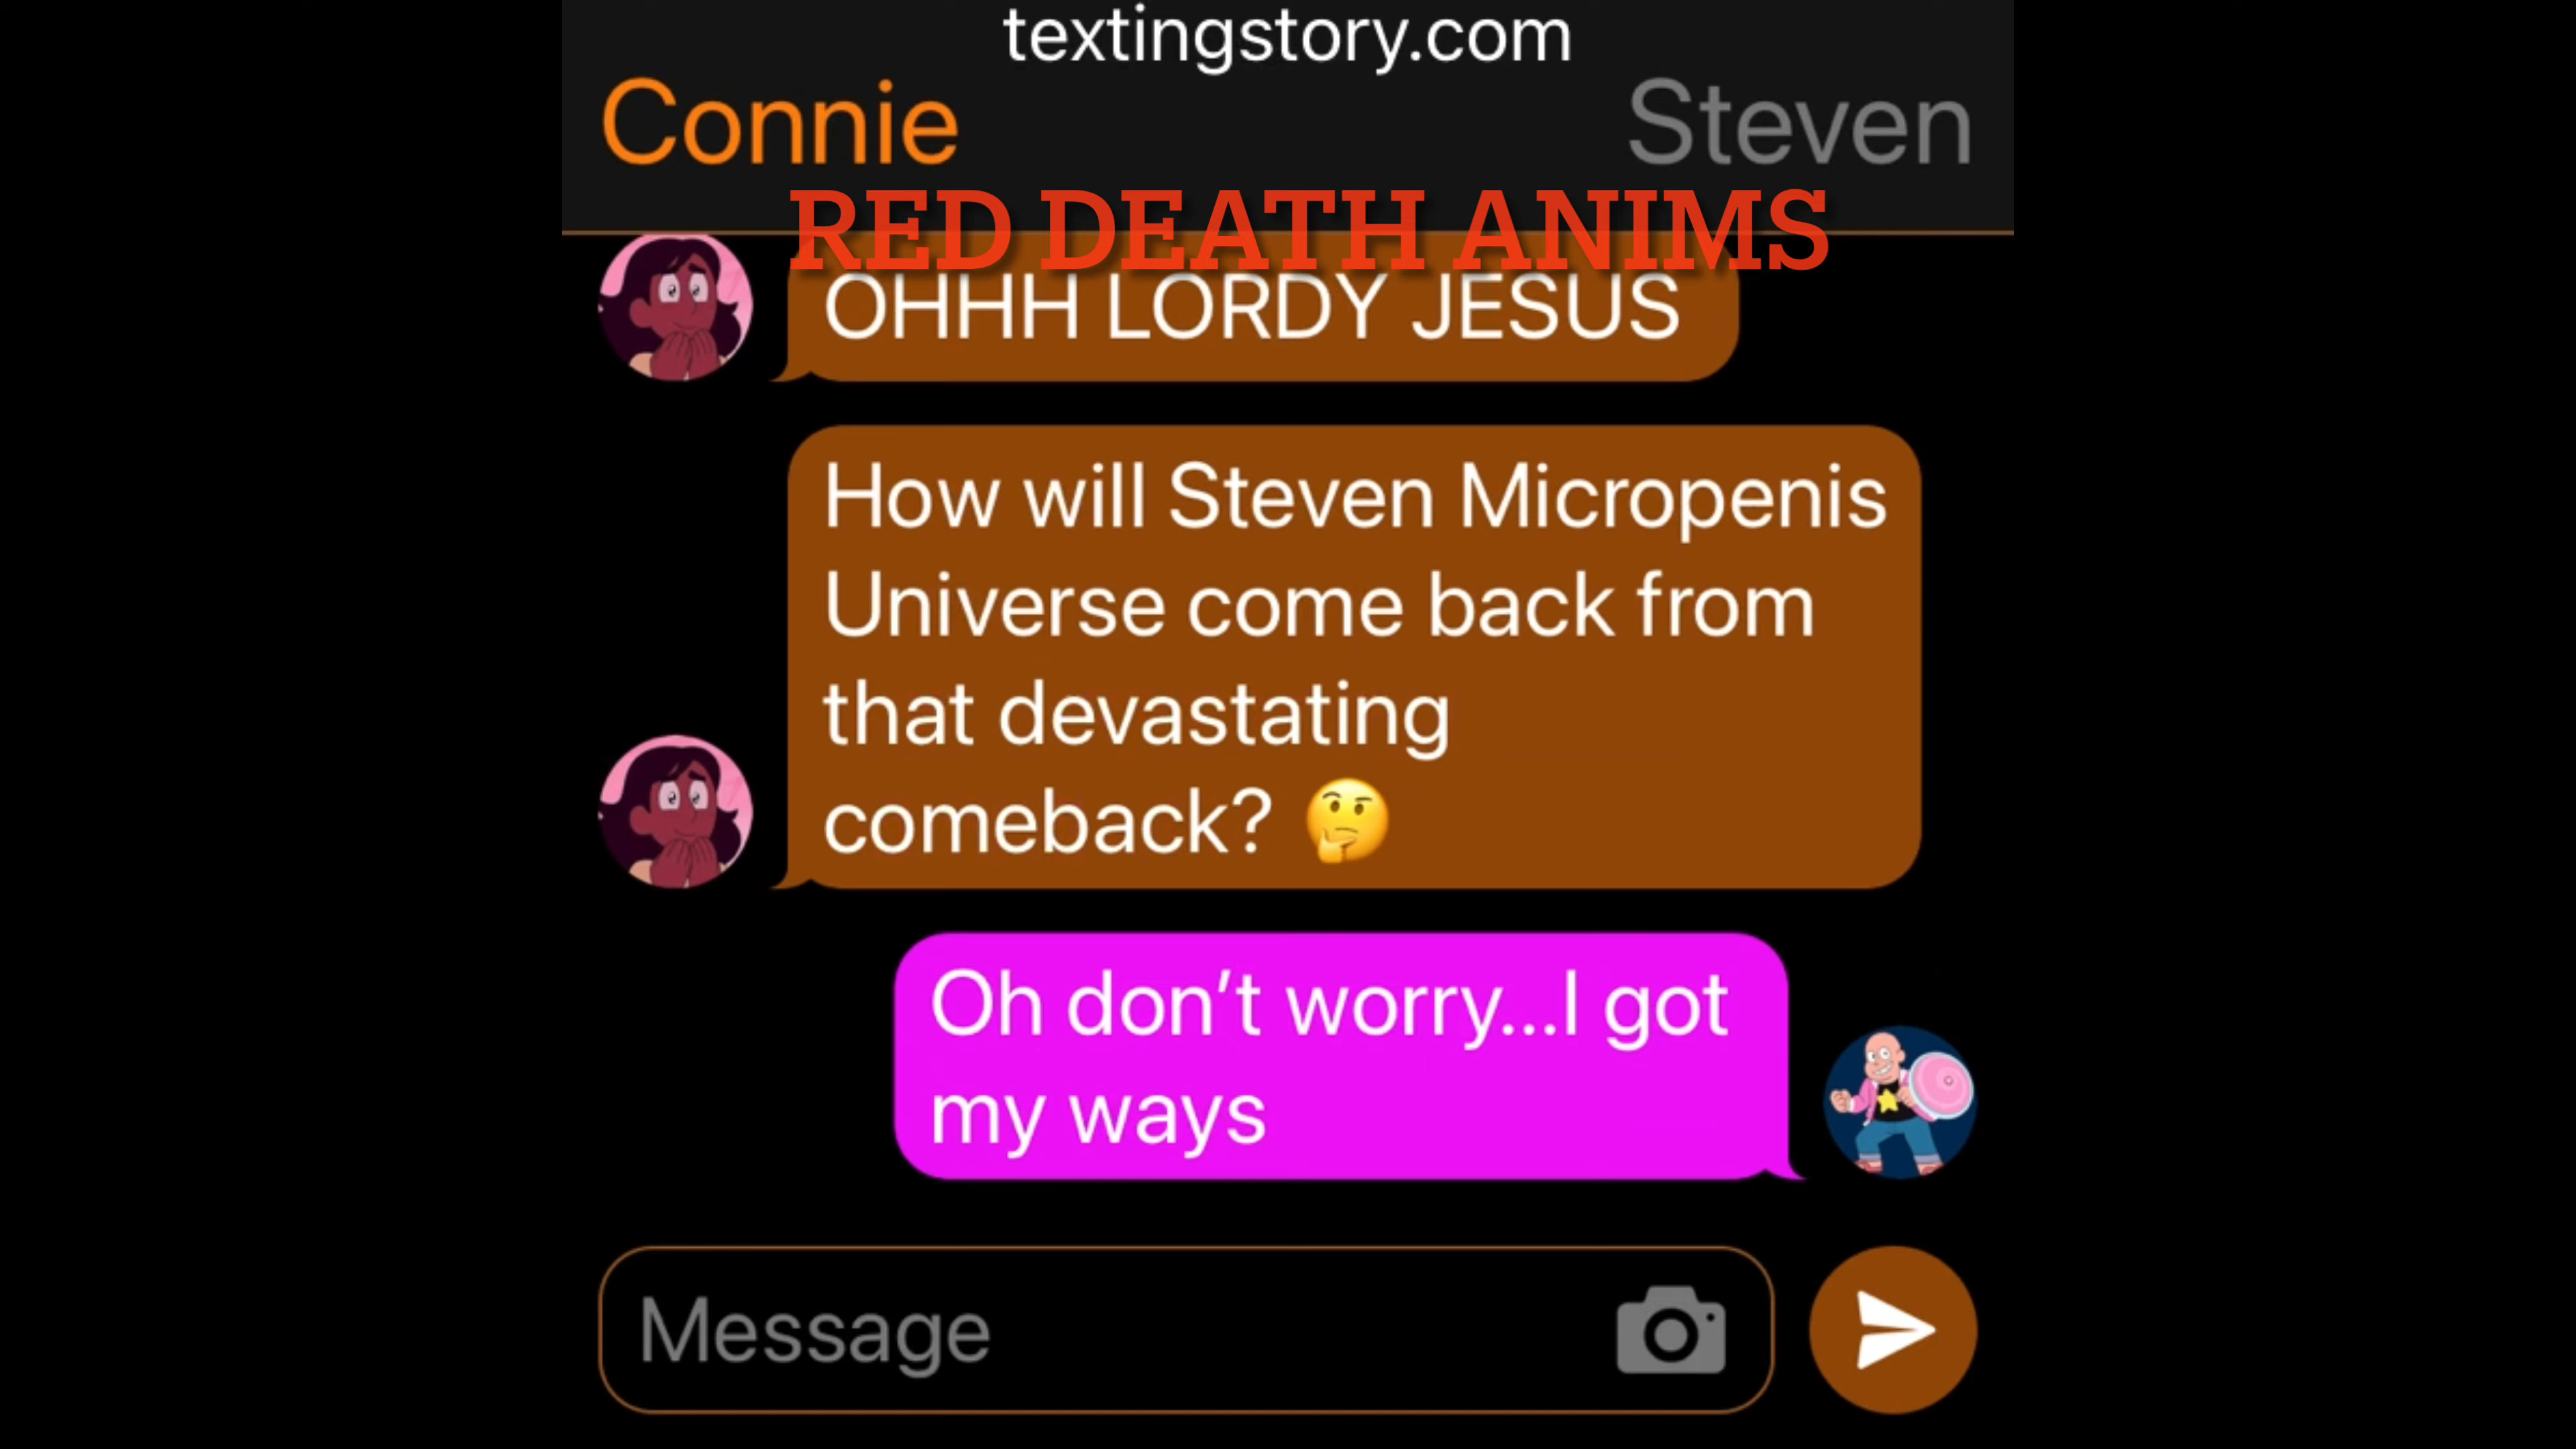 textingstory.com
Connie
Steven
RED DEATH ANIMS
OHHH LORDY JESUS
How will Steven Micropenis
Universe come back from
that devastating
comeback? 🤔
Oh don’t worry...I got
my ways
Message